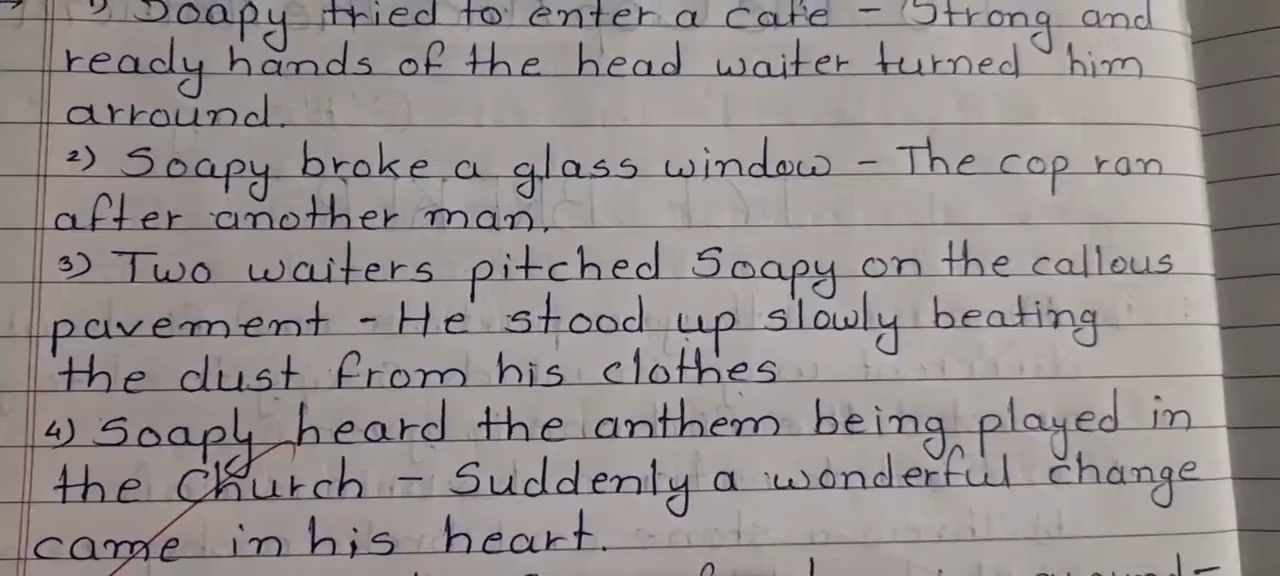 1) Soapy tried to enter a cafe - Strong and
ready hands of the head waiter turned him
arround.
2) Soapy broke a glass window - The cop ran
after another man.
3) Two waiters pitched Soapy on the callous
pavement - He stood up slowly beating
the dust from his clothes
4) Soaply heard the anthem being played in
the Church - Suddenly a wonderful change
came in his heart.